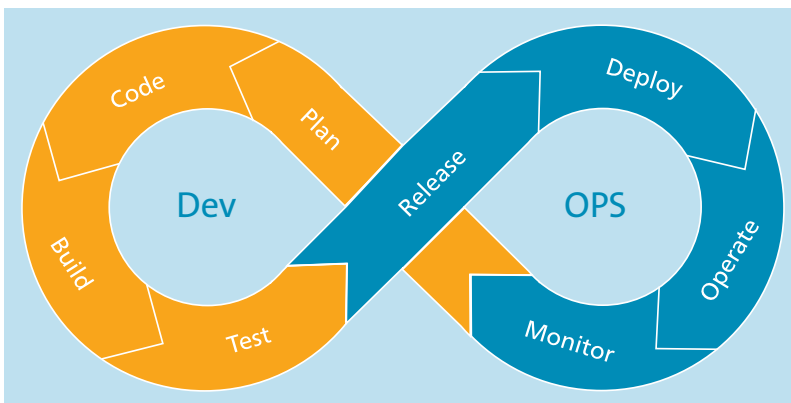 Plan
Code
Build
Test
Release
Deploy
Operate
Monitor
Dev
OPS